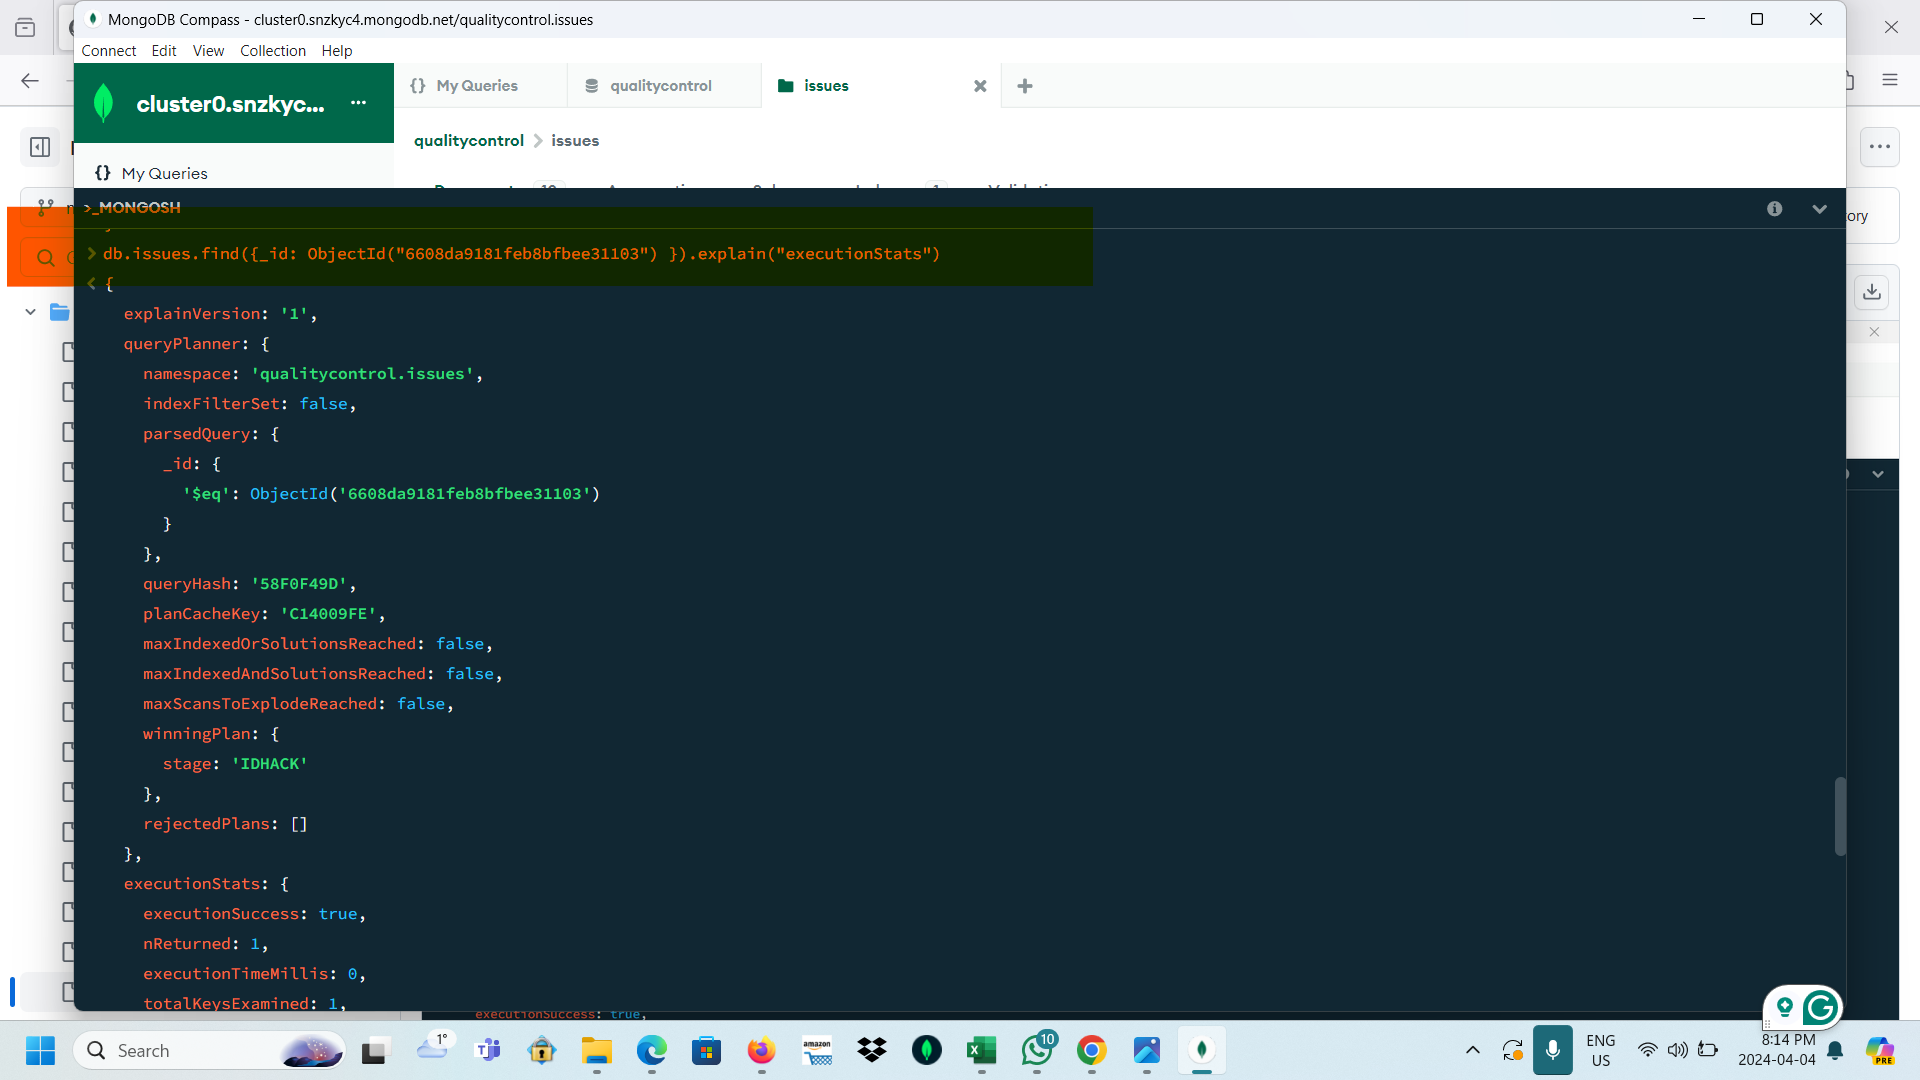 MongoDB Compass - cluster0.snzkyc4.mongodb.net/qualitycontrol.issues
Connect Edit View Collection Help
cluster0.snzkyc... ...
{} My Queries
qualitycontrol
issues
qualitycontrol > issues
{} My Queries
>_MONGOSH
ory
> db.issues.find({_id: ObjectId("6608da9181feb8bfbee31103") }).explain("executionStats")
< {
explainVersion: '1',
queryPlanner: {
namespace: 'qualitycontrol.issues',
indexFilterSet: false,
parsedQuery: {
_id: {
'$eq': ObjectId('6608da9181feb8bfbee31103')
}
},
queryHash: '58F0F49D',
planCacheKey: 'C14009FE',
maxIndexedOrSolutionsReached: false,
maxIndexedAndSolutionsReached: false,
maxScansToExplodeReached: false,
winningPlan: {
stage: 'IDHACK'
},
rejectedPlans: []
},
executionStats: {
executionSuccess: true,
nReturned: 1,
executionTimeMillis: 0,
totalKeysExamined: 1,
executionSuccess: true,
Search
1°
amazon
10
ENG
US
8:14 PM
2024-04-04
PRE